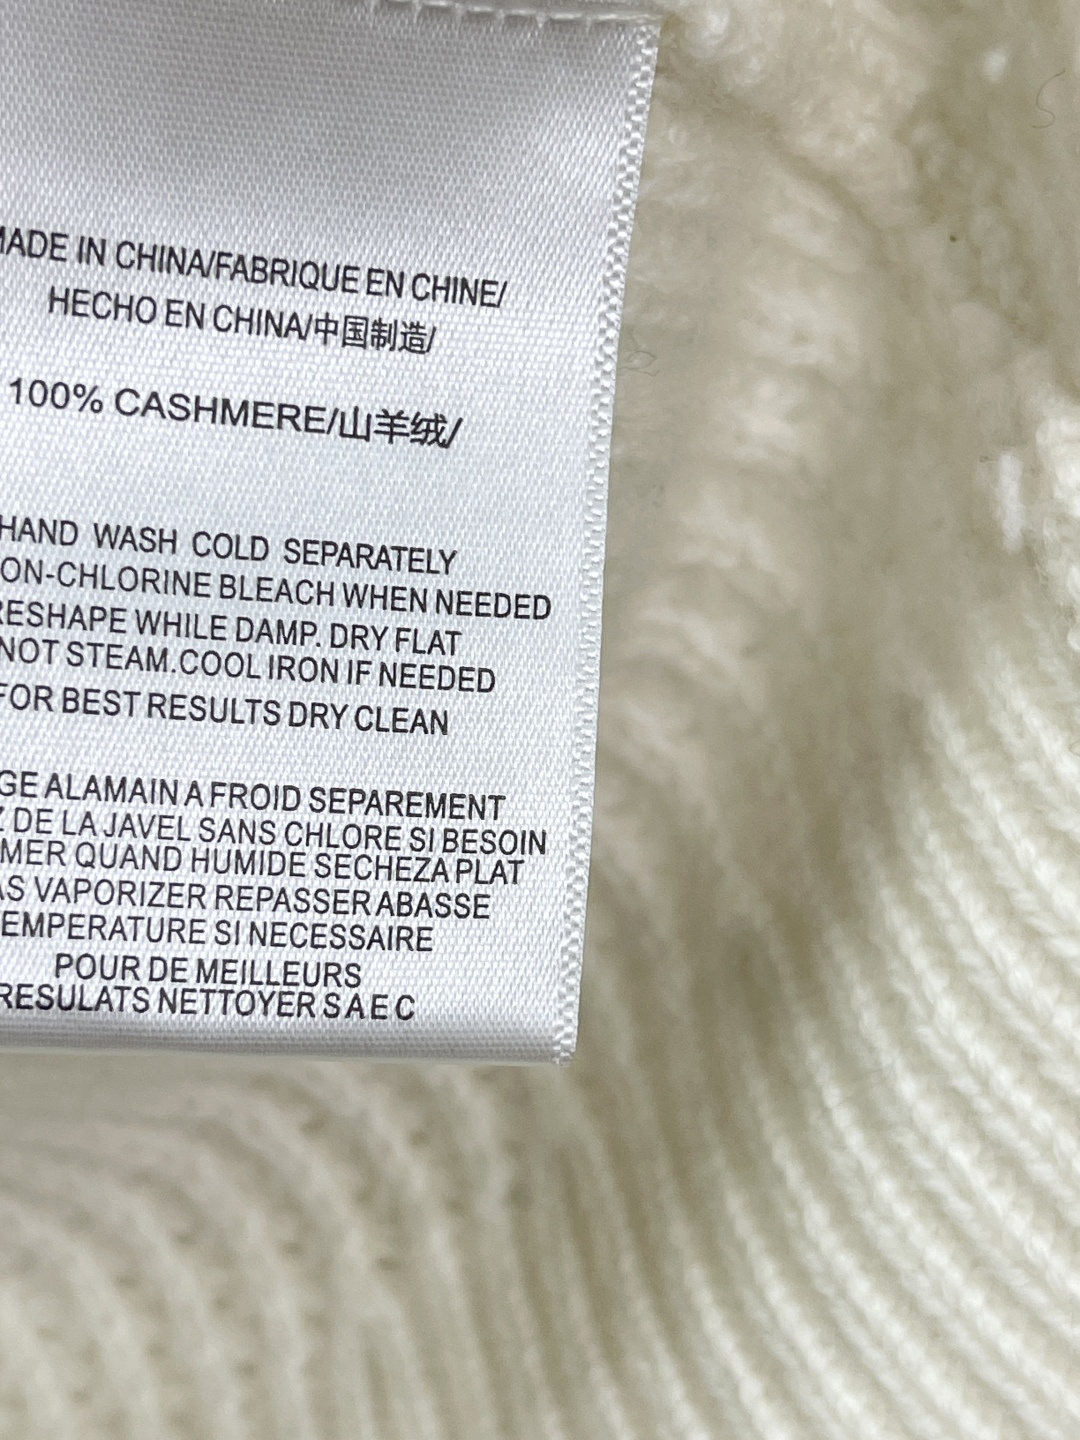 MADE IN CHINA/FABRIQUE EN CHINE/
HECHO EN CHINA/中国制造/
100% CASHMERE/山羊绒/
HAND WASH COLD SEPARATELY
ON-CHLORINE BLEACH WHEN NEEDED
RESHAPE WHILE DAMP. DRY FLAT
NOT STEAM.COOL IRON IF NEEDED
FOR BEST RESULTS DRY CLEAN
GE ALAMAIN A FROID SEPAREMENT
Z DE LA JAVEL SANS CHLORE SI BESOIN
MER QUAND HUMIDE SECHEZA PLAT
AS VAPORIZER REPASSER ABASSE
EMPERATURE SI NECESSAIRE
POUR DE MEILLEURS
RESULATS NETTOYER S A E C